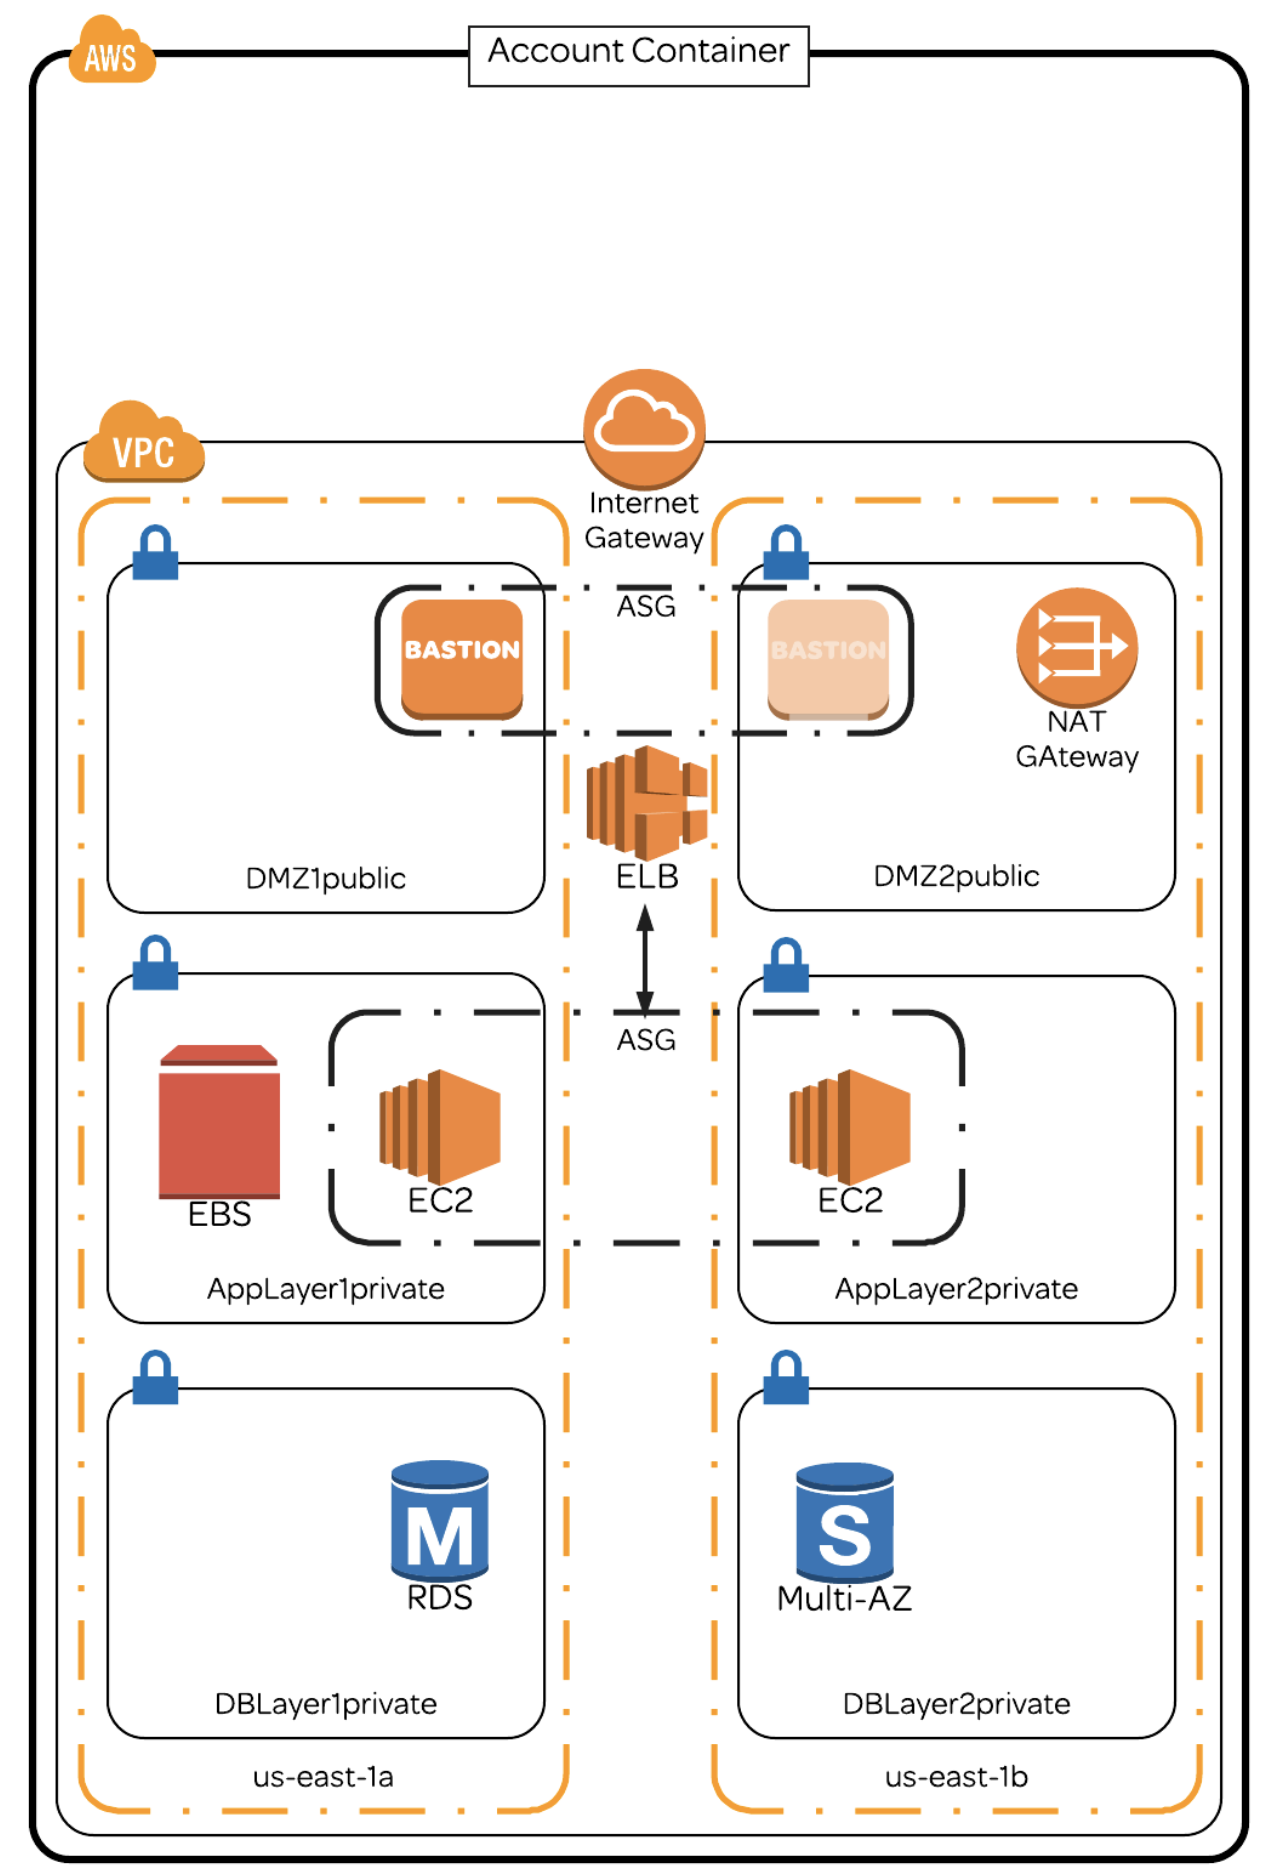 AWS
Account Container
VPC
Internet
Gateway
ASG
BASTION
BASTION
NAT
GAteway
ELB
DMZ1public
DMZ2public
ASG
EC2
EC2
EBS
AppLayer1private
AppLayer2private
M
S
RDS
Multi-AZ
DBLayer1private
DBLayer2private
us-east-1a
us-east-1b